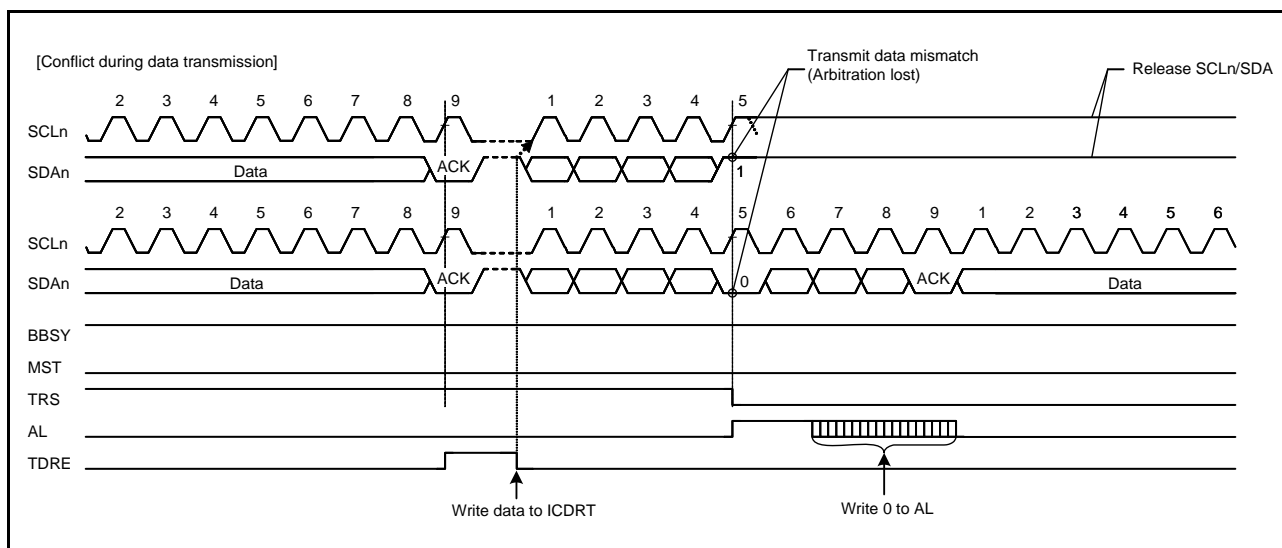 [Conflict during data transmission]
Transmit data mismatch
(Arbitration lost)
Release SCLn/SDA
2 3 4 5 6 7 8 9 1 2 3 4 5
SCLn
SDAn Data ACK 1
2 3 4 5 6 7 8 9 1 2 3 4 5 6 7 8 9 1 2 3 4 5 6
SCLn
SDAn Data ACK 0 ACK Data
BBSY
MST
TRS
AL
TDRE
Write data to ICDRT
Write 0 to AL